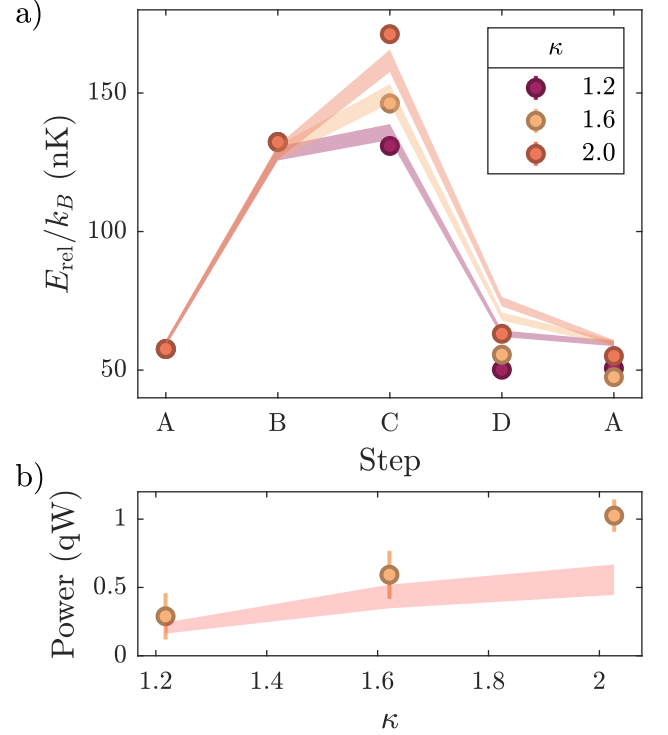 a)
E_rel/k_B (nK)
150
100
50
κ
1.2
1.6
2.0
A B C D A
Step
b)
Power (qW)
1
0.5
0
1.2 1.4 1.6 1.8 2
κ